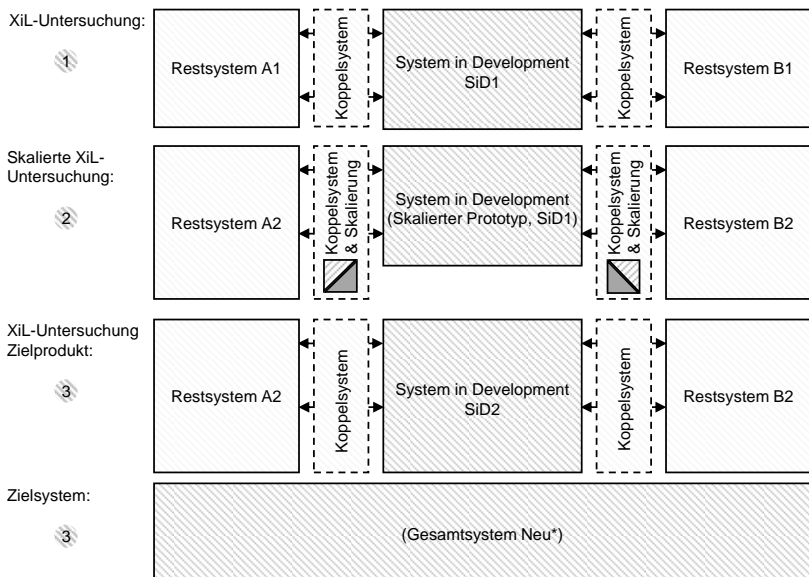 XiL-Untersuchung:
1
Restsystem A1
Koppelsystem
System in Development
SiD1
Koppelsystem
Restsystem B1
Skalierte XiL-
Untersuchung:
2
Restsystem A2
Koppelsystem
& Skalierung
System in Development
(Skalierter Prototyp, SiD1)
Koppelsystem
& Skalierung
Restsystem B2
XiL-Untersuchung
Zielprodukt:
3
Restsystem A2
Koppelsystem
System in Development
SiD2
Koppelsystem
Restsystem B2
Zielsystem:
3
(Gesamtsystem Neu*)